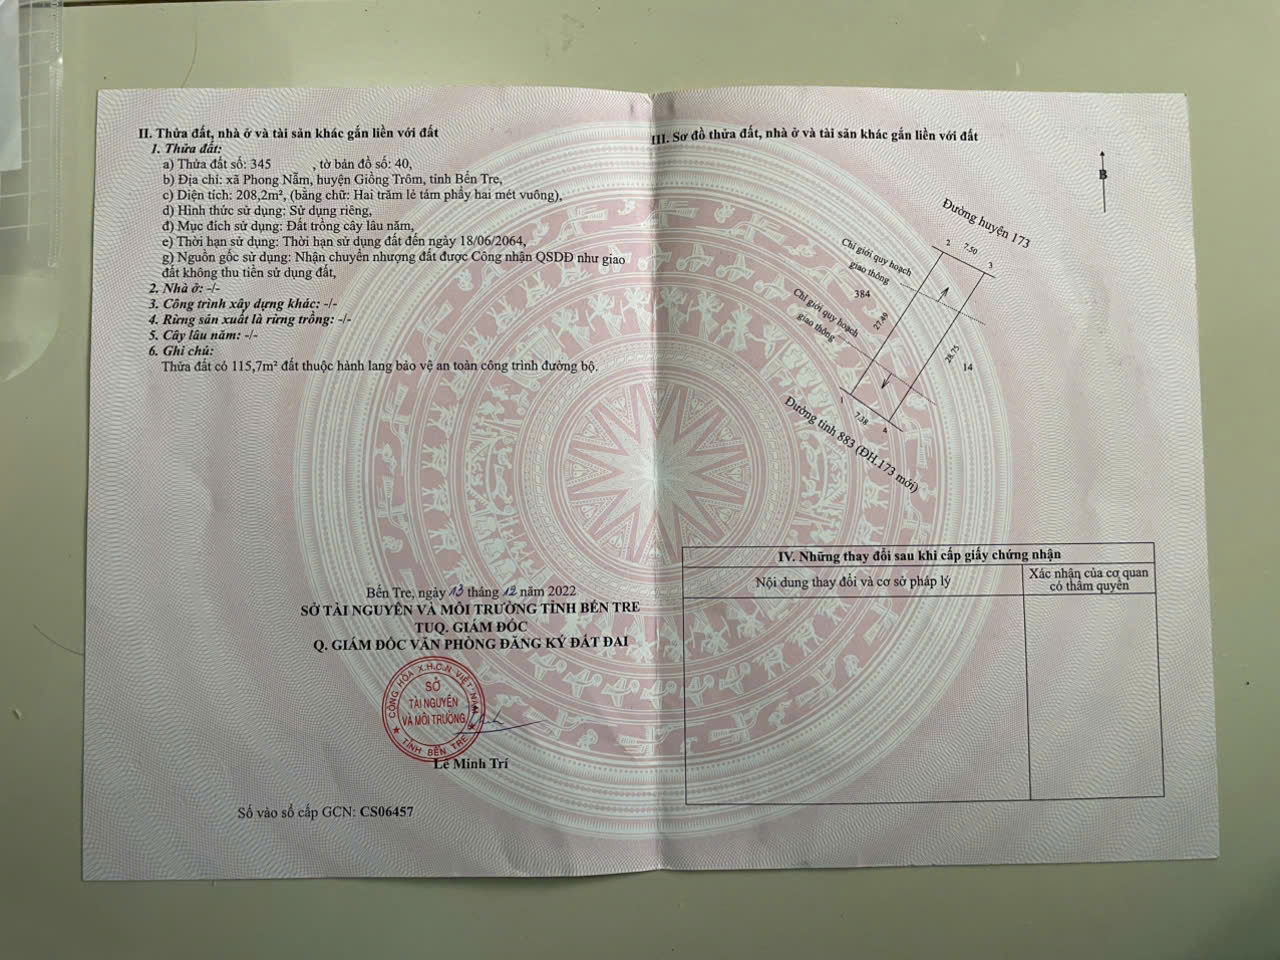 II. Thửa đất, nhà ở và tài sản khác gắn liền với đất
1. Thửa đất:
a) Thửa đất số: 345 , tờ bản đồ số: 40,
b) Địa chỉ: xã Phong Nẫm, huyện Giồng Trôm, tỉnh Bến Tre,
c) Diện tích: 208,2m², (bằng chữ: Hai trăm lẻ tám phẩy hai mét vuông),
d) Hình thức sử dụng: Sử dụng riêng,
đ) Mục đích sử dụng: Đất trồng cây lâu năm,
e) Thời hạn sử dụng: Thời hạn sử dụng đất đến ngày 18/06/2064,
g) Nguồn gốc sử dụng: Nhận chuyển nhượng đất được Công nhận QSDĐ như giao
đất không thu tiền sử dụng đất,
2. Nhà ở: -/-
3. Công trình xây dựng khác: -/-
4. Rừng sản xuất là rừng trồng: -/-
5. Cây lâu năm: -/-
6. Ghi chú:
Thửa đất có 115,7m² đất thuộc hành lang bảo vệ an toàn công trình đường bộ.
Bến Tre, ngày 13 tháng 12 năm 2022
SỞ TÀI NGUYÊN VÀ MÔI TRƯỜNG TỈNH BẾN TRE
TUQ. GIÁM ĐỐC
Q. GIÁM ĐỐC VĂN PHÒNG ĐĂNG KÝ ĐẤT ĐAI
CỘNG HÒA X.H.C.N VIỆT NAM
SỞ
TÀI NGUYÊN
VÀ MÔI TRƯỜNG
★ TỈNH BẾN TRE ★
Lê Minh Trí
Số vào sổ cấp GCN: CS06457
III. Sơ đồ thửa đất, nhà ở và tài sản khác gắn liền với đất
B
Đường huyện 173
2
7.50
3
Chỉ giới quy hoạch
giao thông
384
Chỉ giới quy hoạch
giao thông
27.49
28.75
14
1
7.38
4
Đường tỉnh 883 (ĐH.173 mới)
IV. Những thay đổi sau khi cấp giấy chứng nhận
Nội dung thay đổi và cơ sở pháp lý
Xác nhận của cơ quan
có thẩm quyền